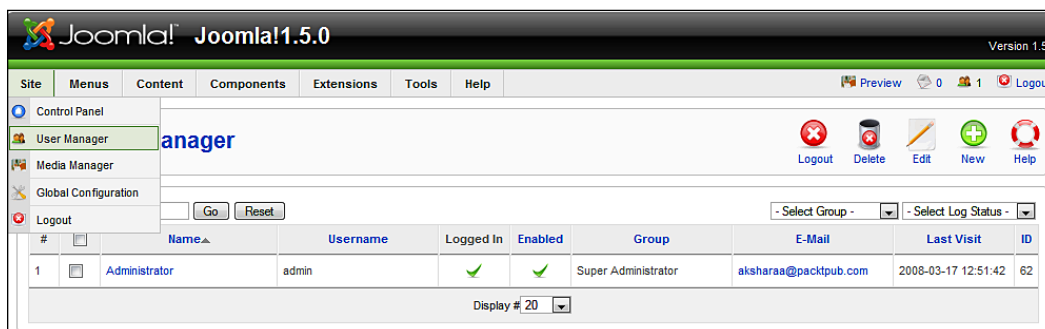 Joomla! Joomla!1.5.0
Version 1.5
Site Menus Content Components Extensions Tools Help Preview 0 1 Logou
Control Panel
User Manager
Media Manager
Global Configuration
Logout
anager
Logout Delete Edit New Help
Go Reset - Select Group - - Select Log Status -
# Name Username Logged In Enabled Group E-Mail Last Visit ID
1 Administrator admin Super Administrator aksharaa@packtpub.com 2008-03-17 12:51:42 62
Display # 20